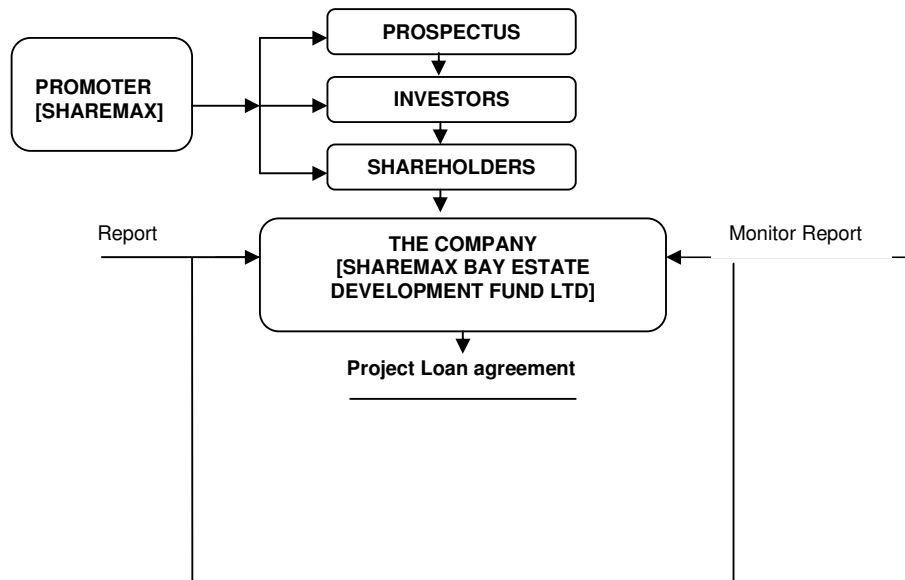 PROSPECTUS
PROMOTER
[SHAREMAX]
INVESTORS
SHAREHOLDERS
Report
THE COMPANY
[SHAREMAX BAY ESTATE
DEVELOPMENT FUND LTD]
Monitor Report
Project Loan agreement